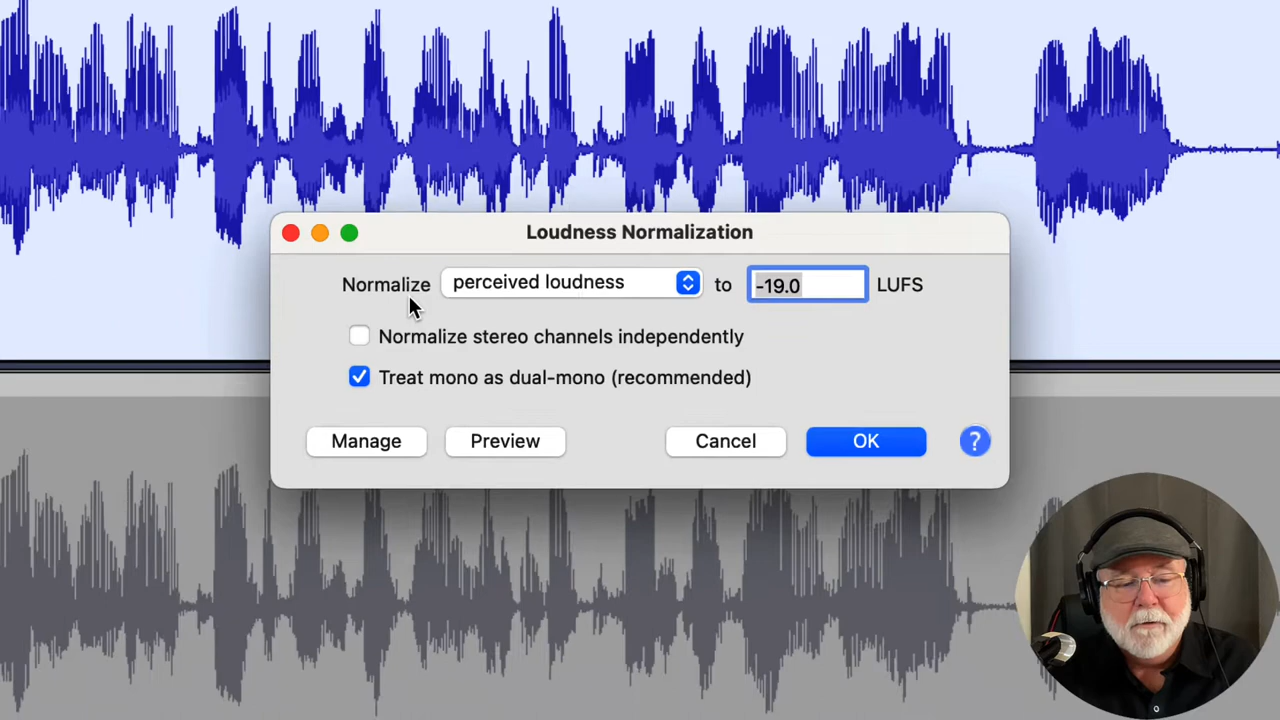 Loudness Normalization
Normalize perceived loudness to -19.0 LUFS
Normalize stereo channels independently
Treat mono as dual-mono (recommended)
Manage Preview Cancel OK ?